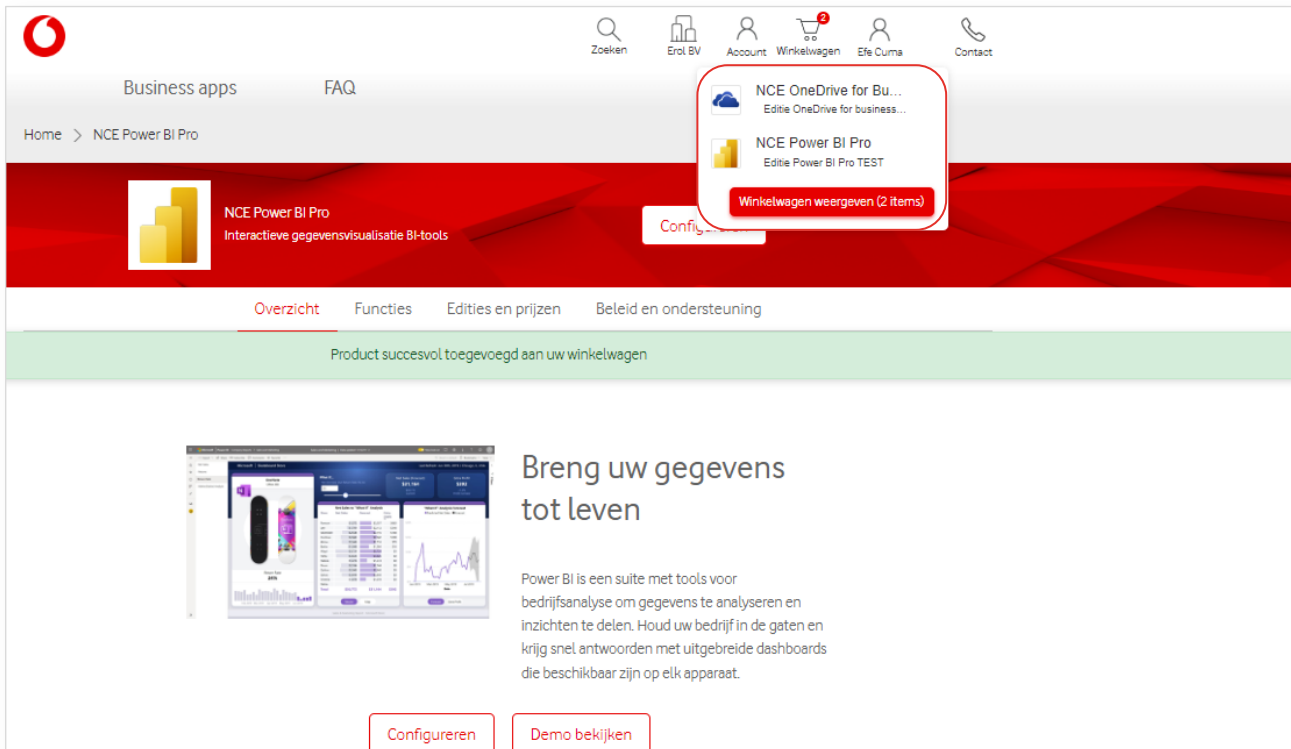 2
Zoeken
Erol BV
Account
Winkelwagen
Efe Cuma
Contact
Business apps
FAQ
NCE OneDrive for Bu...
Editie OneDrive for business...
NCE Power BI Pro
Editie Power BI Pro TEST
Winkelwagen weergeven (2 items)
Home > NCE Power BI Pro
NCE Power BI Pro
Interactieve gegevensvisualisatie BI-tools
Overzicht
Functies
Edities en prijzen
Beleid en ondersteuning
Product succesvol toegevoegd aan uw winkelwagen
Breng uw gegevens
tot leven
Power BI is een suite met tools voor
bedrijfsanalyse om gegevens te analyseren en
inzichten te delen. Houd uw bedrijf in de gaten en
krijg snel antwoorden met uitgebreide dashboards
die beschikbaar zijn op elk apparaat.
Configureren
Demo bekijken